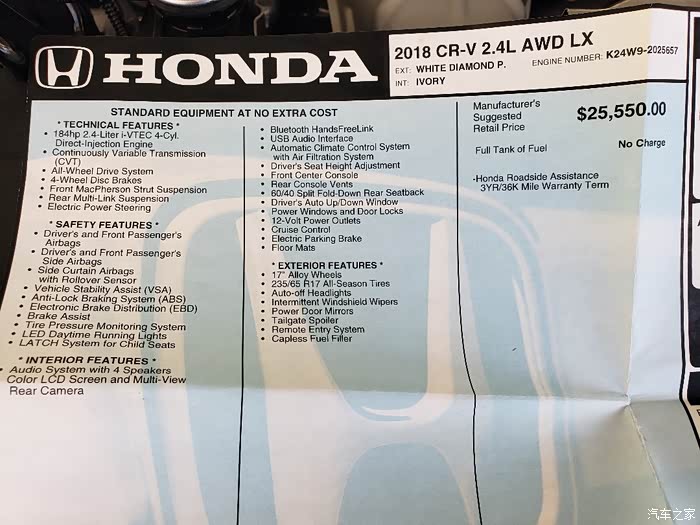 HONDA
2018 CR-V 2.4L AWD LX
EXT: WHITE DIAMOND P. ENGINE NUMBER: K24W9-2025657
INT: IVORY
STANDARD EQUIPMENT AT NO EXTRA COST
* TECHNICAL FEATURES *
• 184hp 2.4-Liter i-VTEC 4-Cyl.
Direct-Injection Engine
• Continuously Variable Transmission
(CVT)
• All-Wheel Drive System
• 4-Wheel Disc Brakes
• Front MacPherson Strut Suspension
• Rear Multi-Link Suspension
• Electric Power Steering
* SAFETY FEATURES *
• Driver's and Front Passenger's
Airbags
• Driver's and Front Passenger's
Side Airbags
• Side Curtain Airbags
with Rollover Sensor
• Vehicle Stability Assist (VSA)
• Anti-Lock Braking System (ABS)
• Electronic Brake Distribution (EBD)
• Brake Assist
• Tire Pressure Monitoring System
• LED Daytime Running Lights
• LATCH System for Child Seats
* INTERIOR FEATURES *
• Audio System with 4 Speakers
Color LCD Screen and Multi-View
Rear Camera
• Bluetooth HandsFreeLink
• USB Audio Interface
• Automatic Climate Control System
with Air Filtration System
• Driver's Seat Height Adjustment
• Front Center Console
• Rear Console Vents
• 60/40 Split Fold-Down Rear Seatback
• Driver's Auto Up/Down Window
• Power Windows and Door Locks
• 12-Volt Power Outlets
• Cruise Control
• Electric Parking Brake
• Floor Mats
* EXTERIOR FEATURES *
• 17" Alloy Wheels
• 235/65 R17 All-Season Tires
• Auto-off Headlights
• Intermittent Windshield Wipers
• Power Door Mirrors
• Tailgate Spoiler
• Remote Entry System
• Capless Fuel Filler
Manufacturer's
Suggested
Retail Price
$25,550.00
Full Tank of Fuel No Charge
-Honda Roadside Assistance
3YR/36K Mile Warranty Term
汽车之家